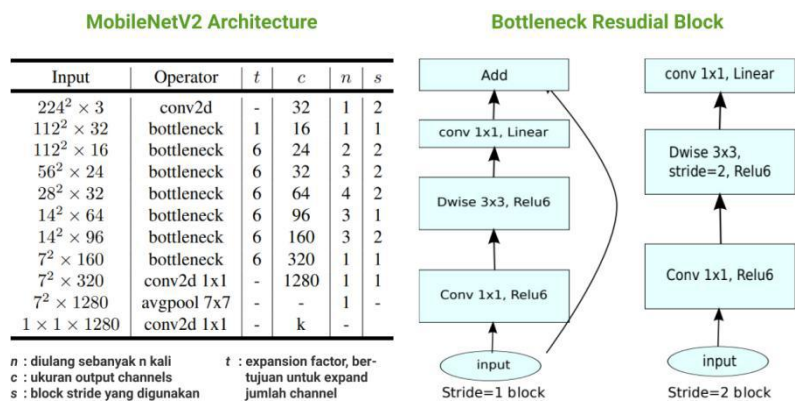 MobileNetV2 Architecture
Input Operator t c n s
224² × 3 conv2d - 32 1 2
112² × 32 bottleneck 1 16 1 1
112² × 16 bottleneck 6 24 2 2
56² × 24 bottleneck 6 32 3 2
28² × 32 bottleneck 6 64 4 2
14² × 64 bottleneck 6 96 3 1
14² × 96 bottleneck 6 160 3 2
7² × 160 bottleneck 6 320 1 1
7² × 320 conv2d 1x1 - 1280 1 1
7² × 1280 avgpool 7x7 - - 1 -
1 × 1 × 1280 conv2d 1x1 - k -
n : diulang sebanyak n kali
c : ukuran output channels
s : block stride yang digunakan
t : expansion factor, ber-
tujuan untuk expand
jumlah channel
Bottleneck Resudial Block
Add
conv 1x1, Linear
Dwise 3x3, Relu6
Conv 1x1, Relu6
input
Stride=1 block
conv 1x1, Linear
Dwise 3x3,
stride=2, Relu6
Conv 1x1, Relu6
input
Stride=2 block